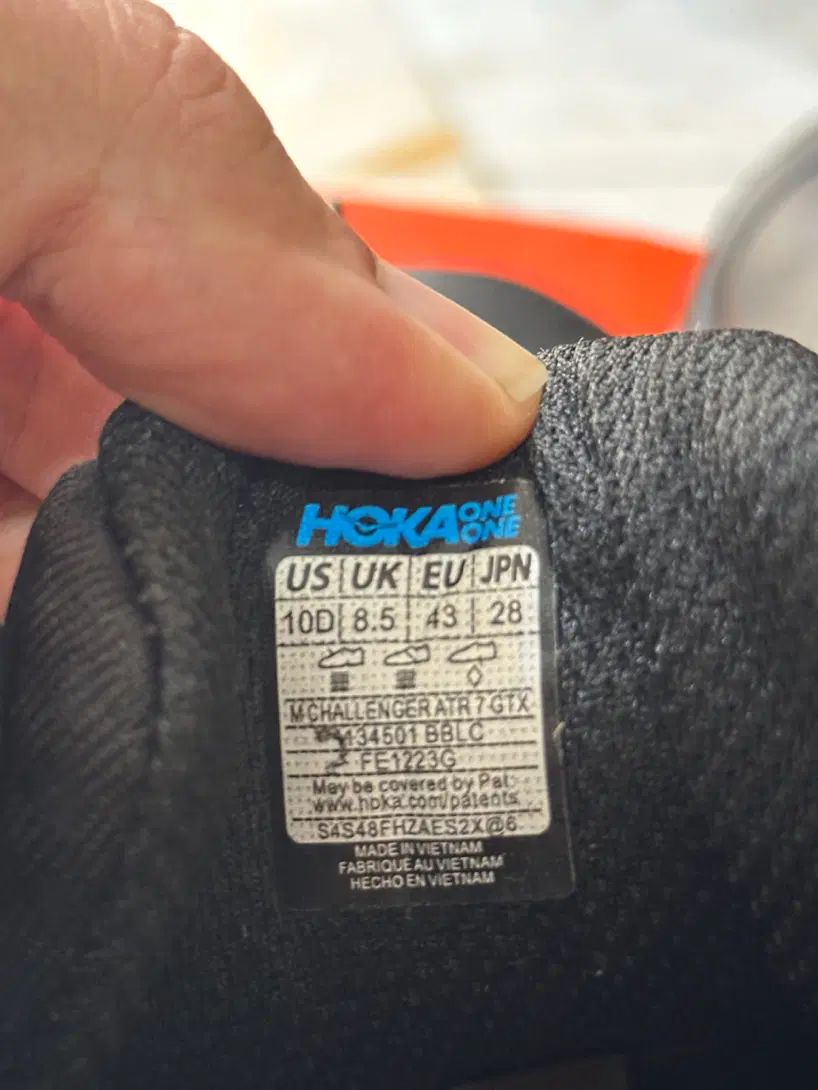 HOKA ONE ONE
US UK EU JPN
10D 8.5 43 28
M CHALLENGER ATR 7 GTX
1134501 BBLC
FE1223G
May be covered by Pat:
www.hoka.com/patents
S4S48FHZAES2X@6
MADE IN VIETNAM
FABRIQUE AU VIETNAM
HECHO EN VIETNAM